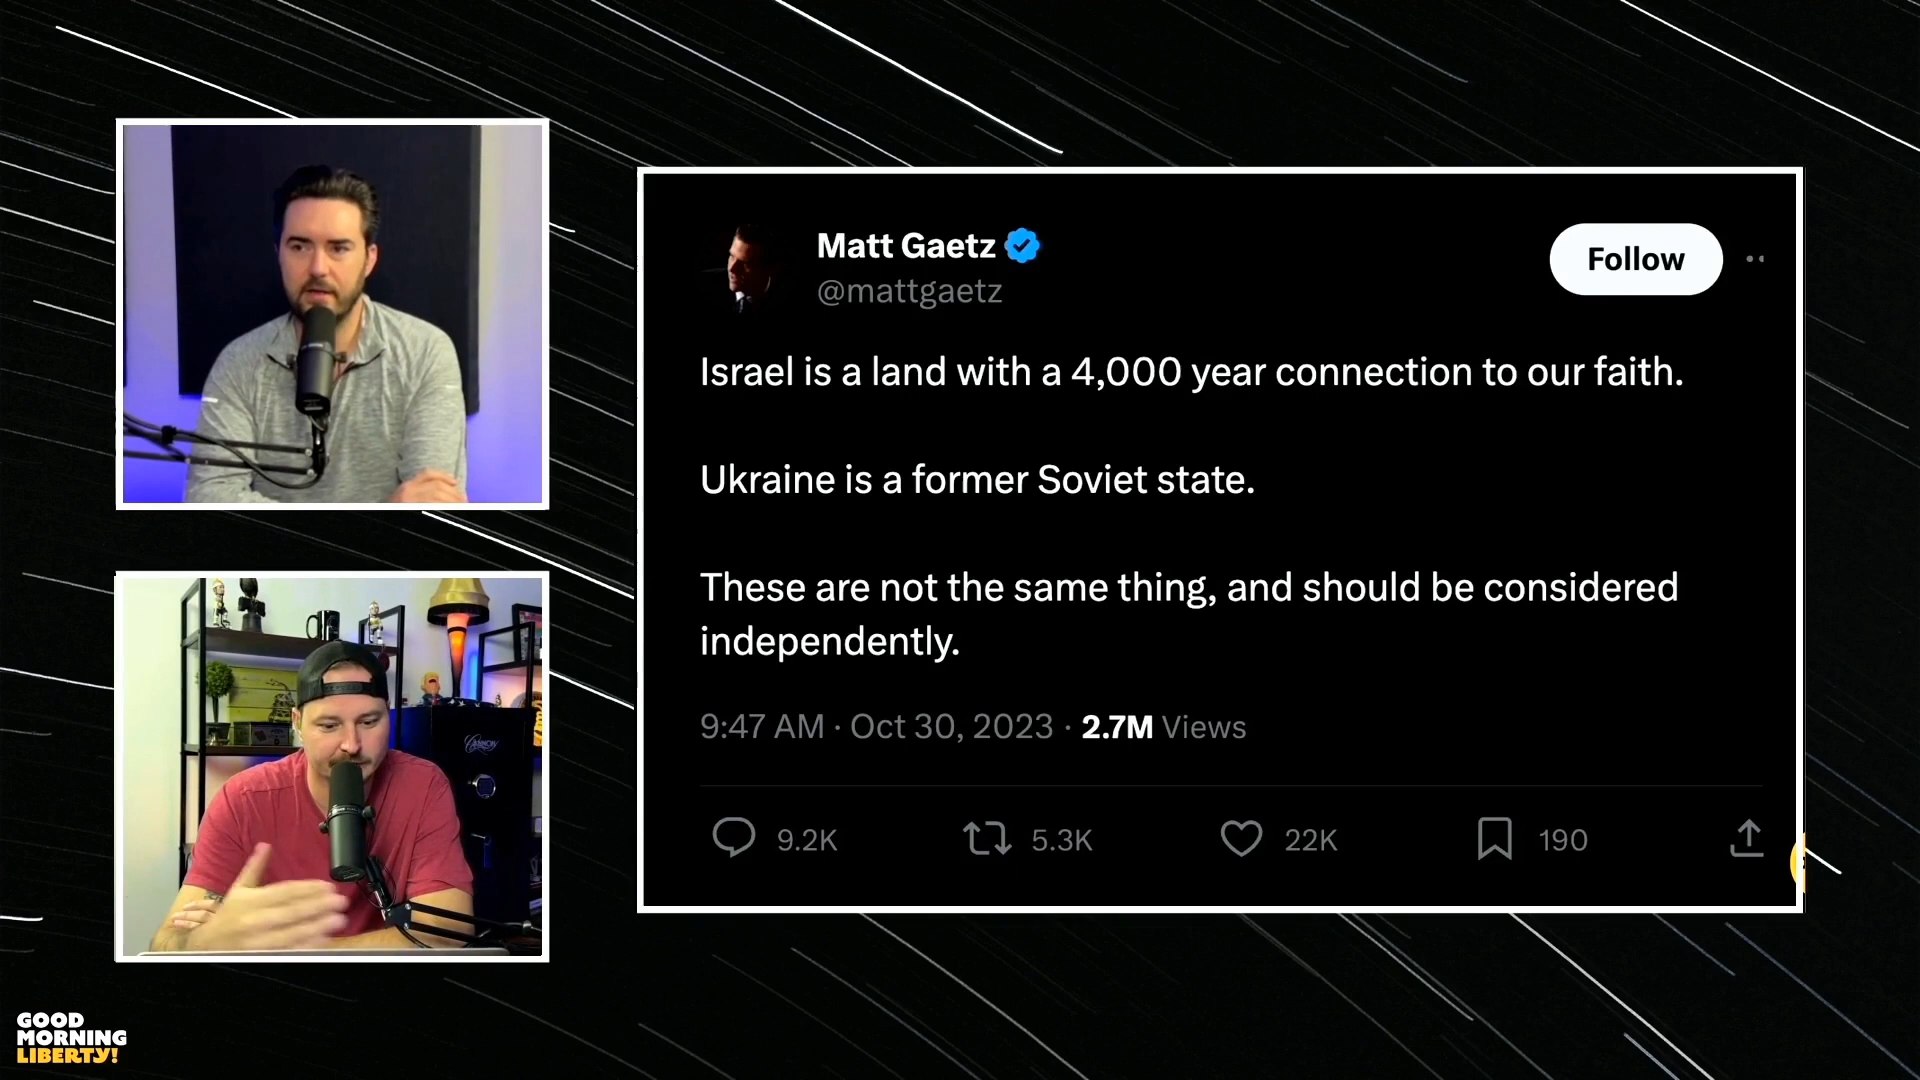 Matt Gaetz
@mattgaetz
Follow
Israel is a land with a 4,000 year connection to our faith.
Ukraine is a former Soviet state.
These are not the same thing, and should be considered
independently.
9:47 AM · Oct 30, 2023 · 2.7M Views
9.2K
5.3K
22K
190
CANNON
GOOD
MORNING
LIBERTY!